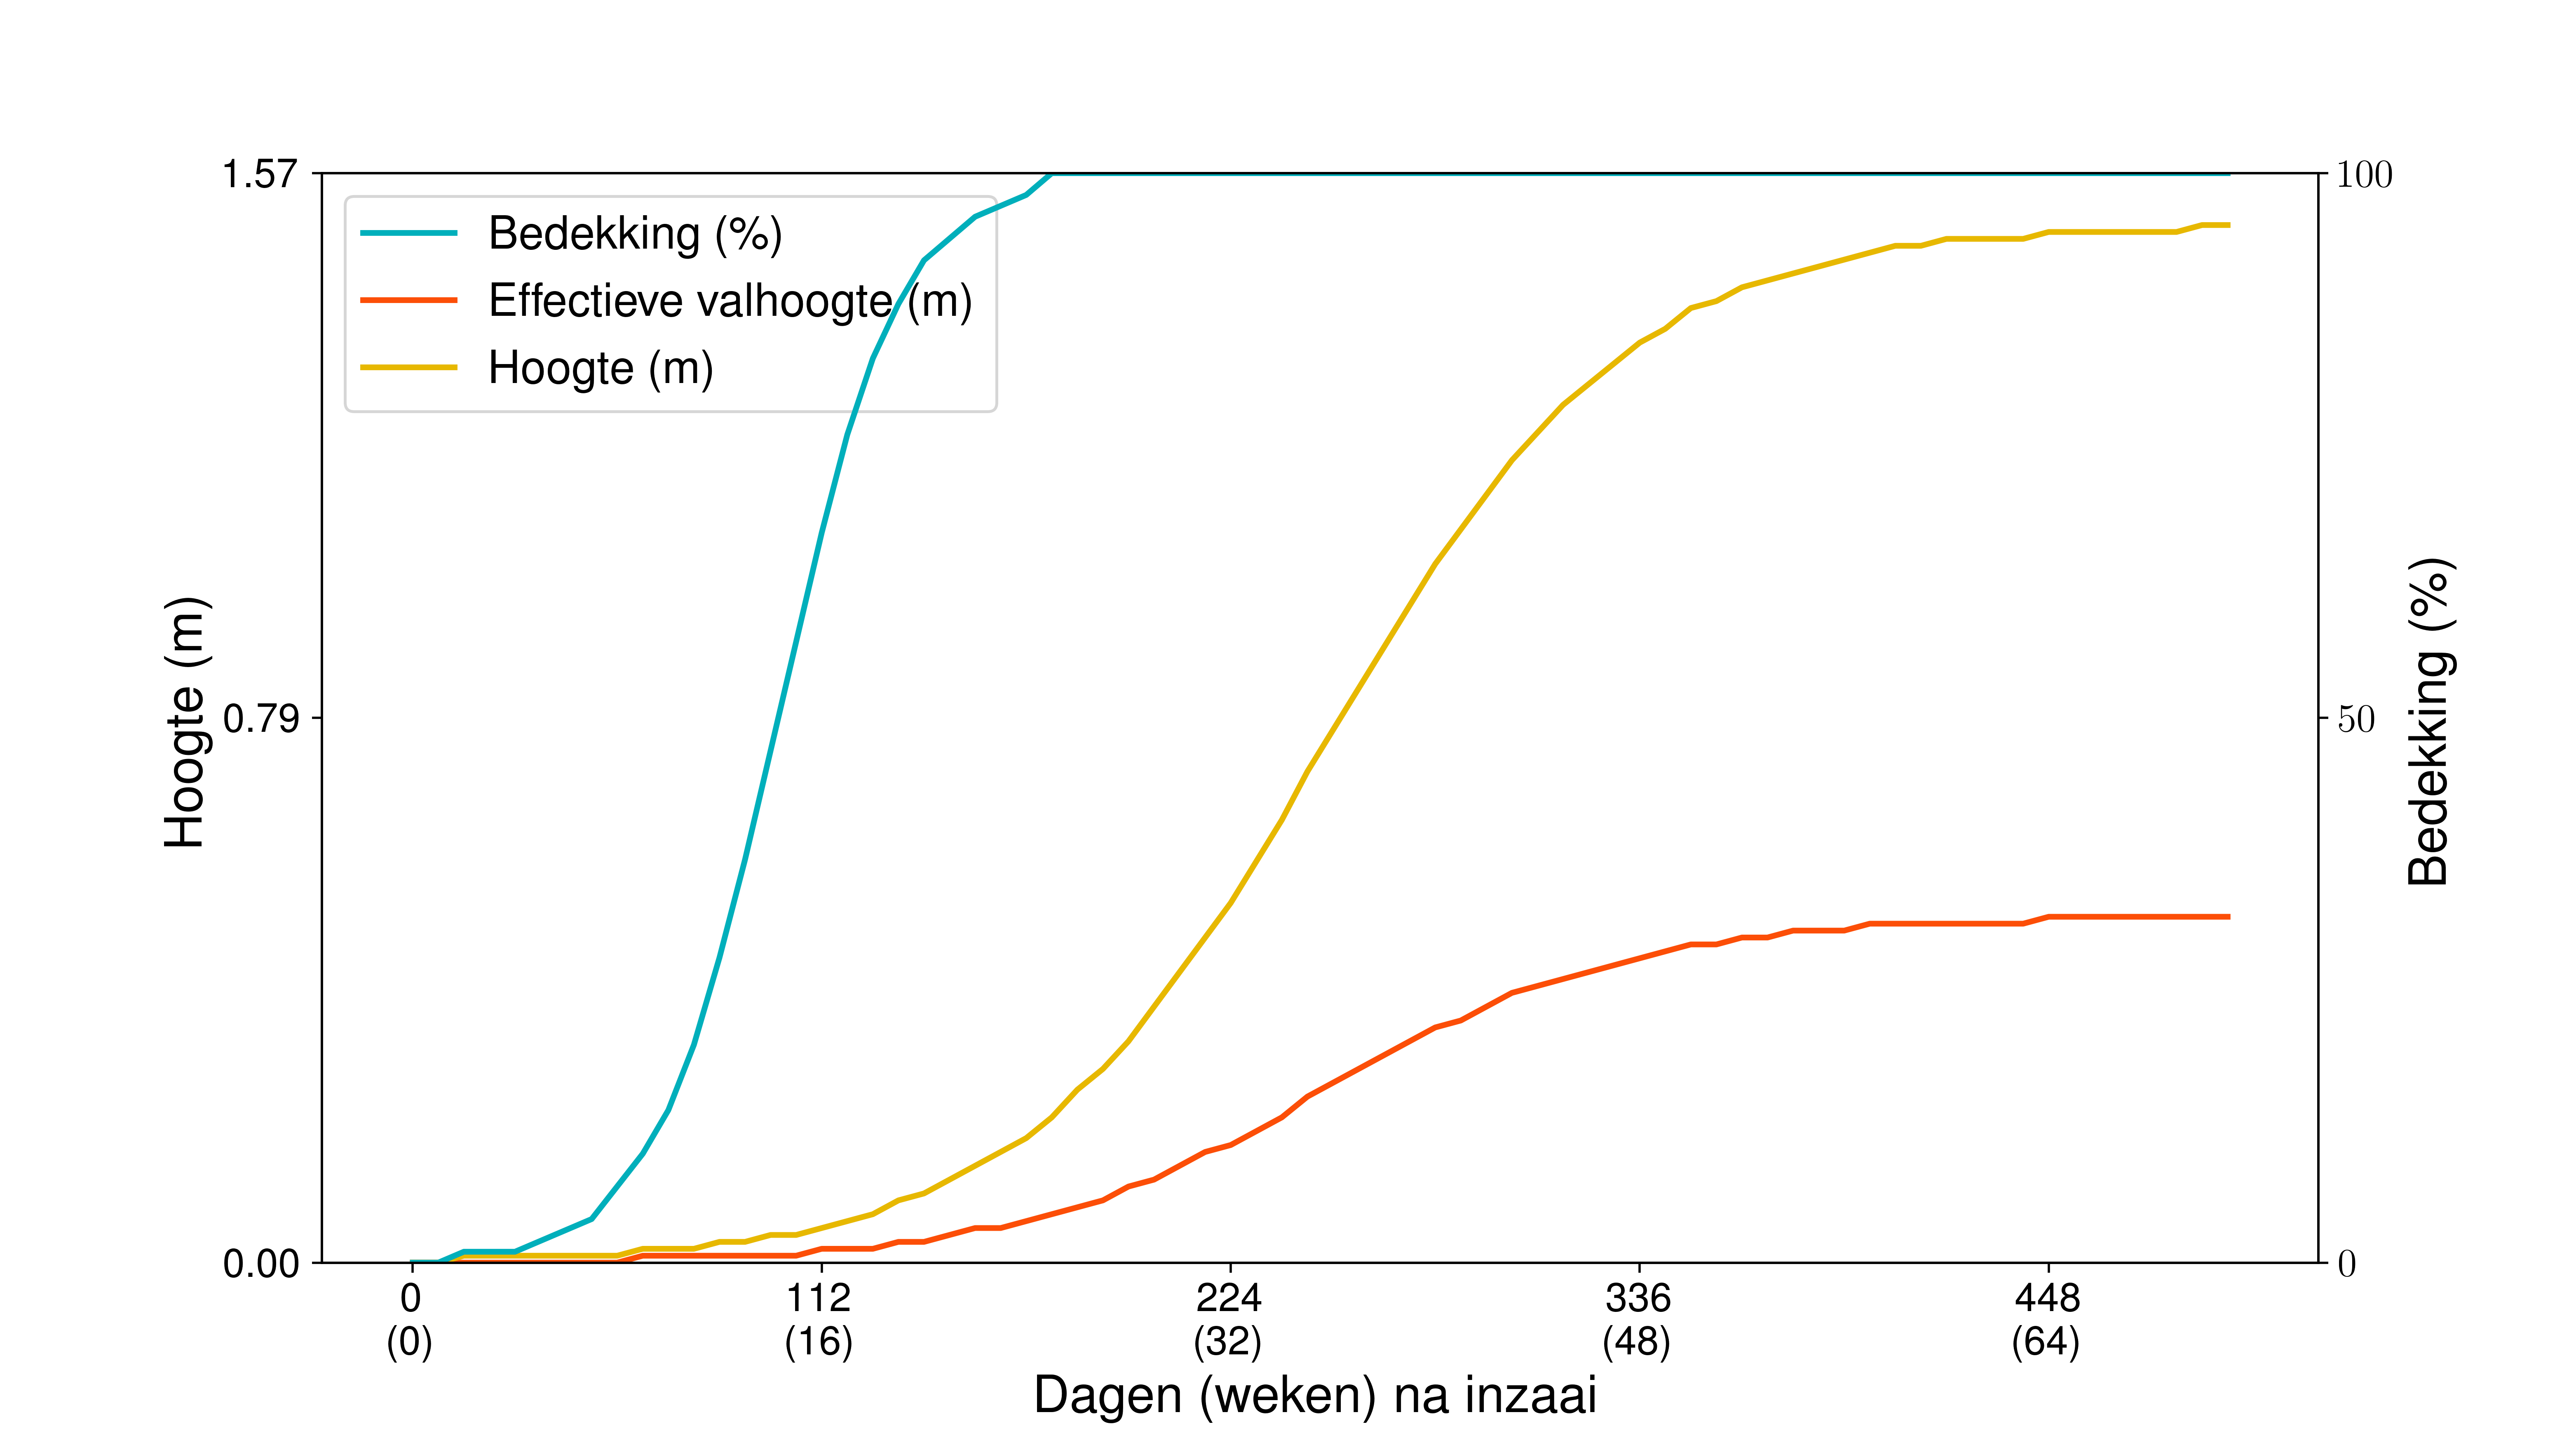 1.57
0.79
0.00
Hoogte (m)
Bedekking (%)
Effectieve valhoogte (m)
Hoogte (m)
100
50
0
Bedekking (%)
0 112 224 336 448
(0) (16) (32) (48) (64)
Dagen (weken) na inzaai